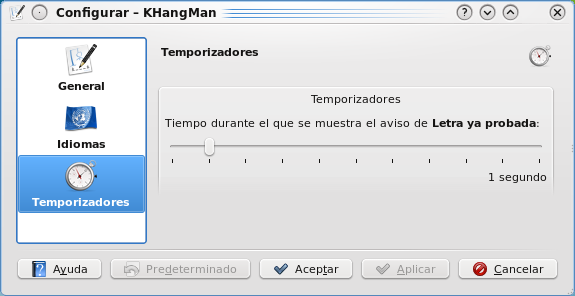 Configurar – KHangMan
General
Idiomas
Temporizadores
Temporizadores
Temporizadores
Tiempo durante el que se muestra el aviso de Letra ya probada:
1 segundo
Ayuda
Predeterminado
Aceptar
Aplicar
Cancelar